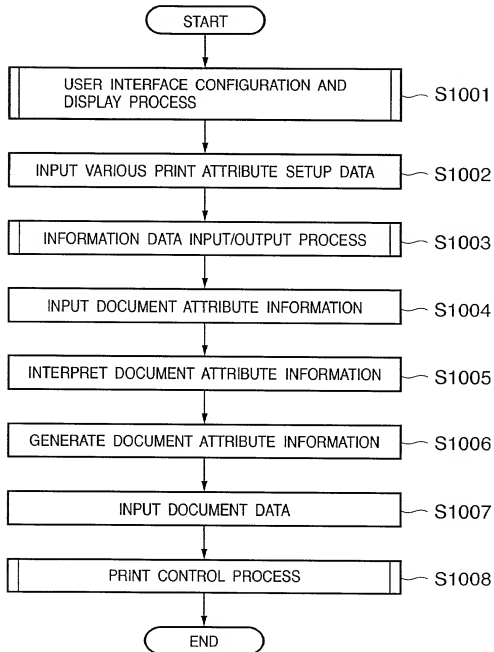 START
USER INTERFACE CONFIGURATION AND
DISPLAY PROCESS
S1001
INPUT VARIOUS PRINT ATTRIBUTE SETUP DATA
S1002
INFORMATION DATA INPUT/OUTPUT PROCESS
S1003
INPUT DOCUMENT ATTRIBUTE INFORMATION
S1004
INTERPRET DOCUMENT ATTRIBUTE INFORMATION
S1005
GENERATE DOCUMENT ATTRIBUTE INFORMATION
S1006
INPUT DOCUMENT DATA
S1007
PRINT CONTROL PROCESS
S1008
END